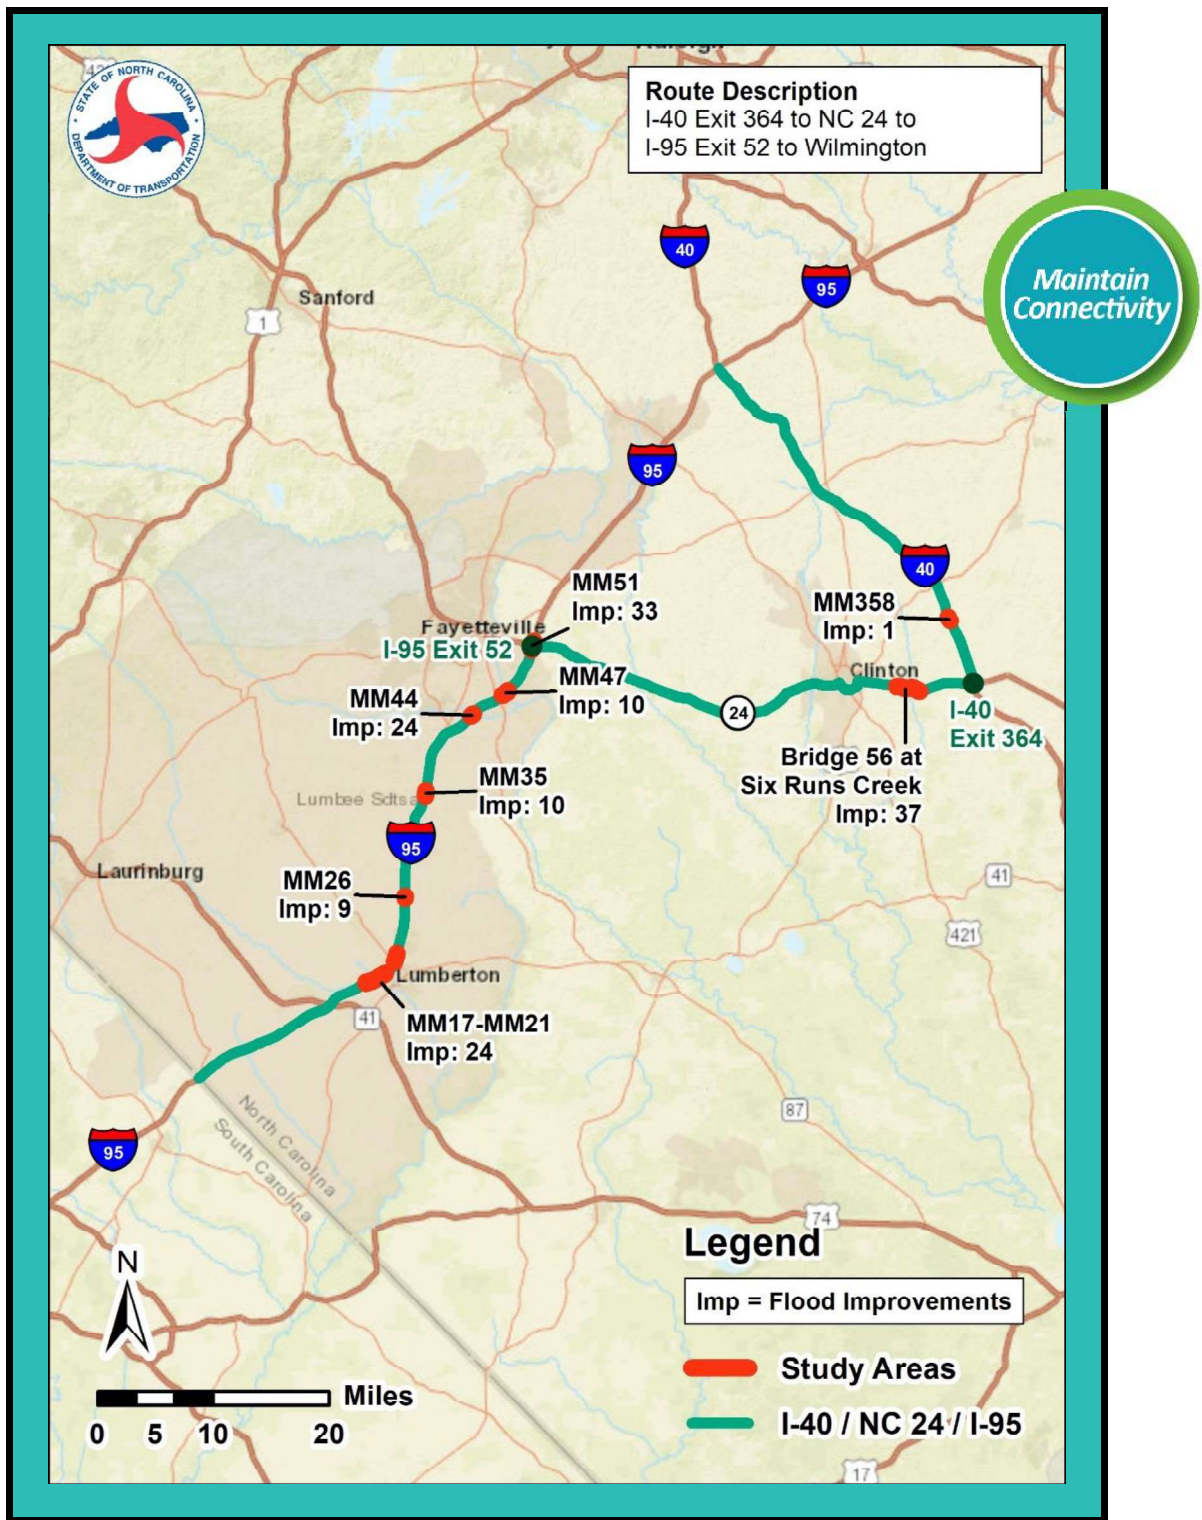 STATE OF NORTH CAROLINA
DEPARTMENT OF TRANSPORTATION
Raleigh
Route Description
I-40 Exit 364 to NC 24 to
I-95 Exit 52 to Wilmington
Maintain
Connectivity
40
95
Sanford
1
95
40
MM51
Imp: 33
MM358
Imp: 1
Fayetteville
I-95 Exit 52
Clinton
MM47
Imp: 10
MM44
Imp: 24
24
I-40
Exit 364
Bridge 56 at
Six Runs Creek
Imp: 37
MM35
Imp: 10
Lumbee Sdtsa
95
Laurinburg
MM26
Imp: 9
41
421
Lumberton
41
MM17-MM21
Imp: 24
87
North Carolina
South Carolina
95
74
Legend
Imp = Flood Improvements
N
Study Areas
Miles
0 5 10 20
I-40 / NC 24 / I-95
17